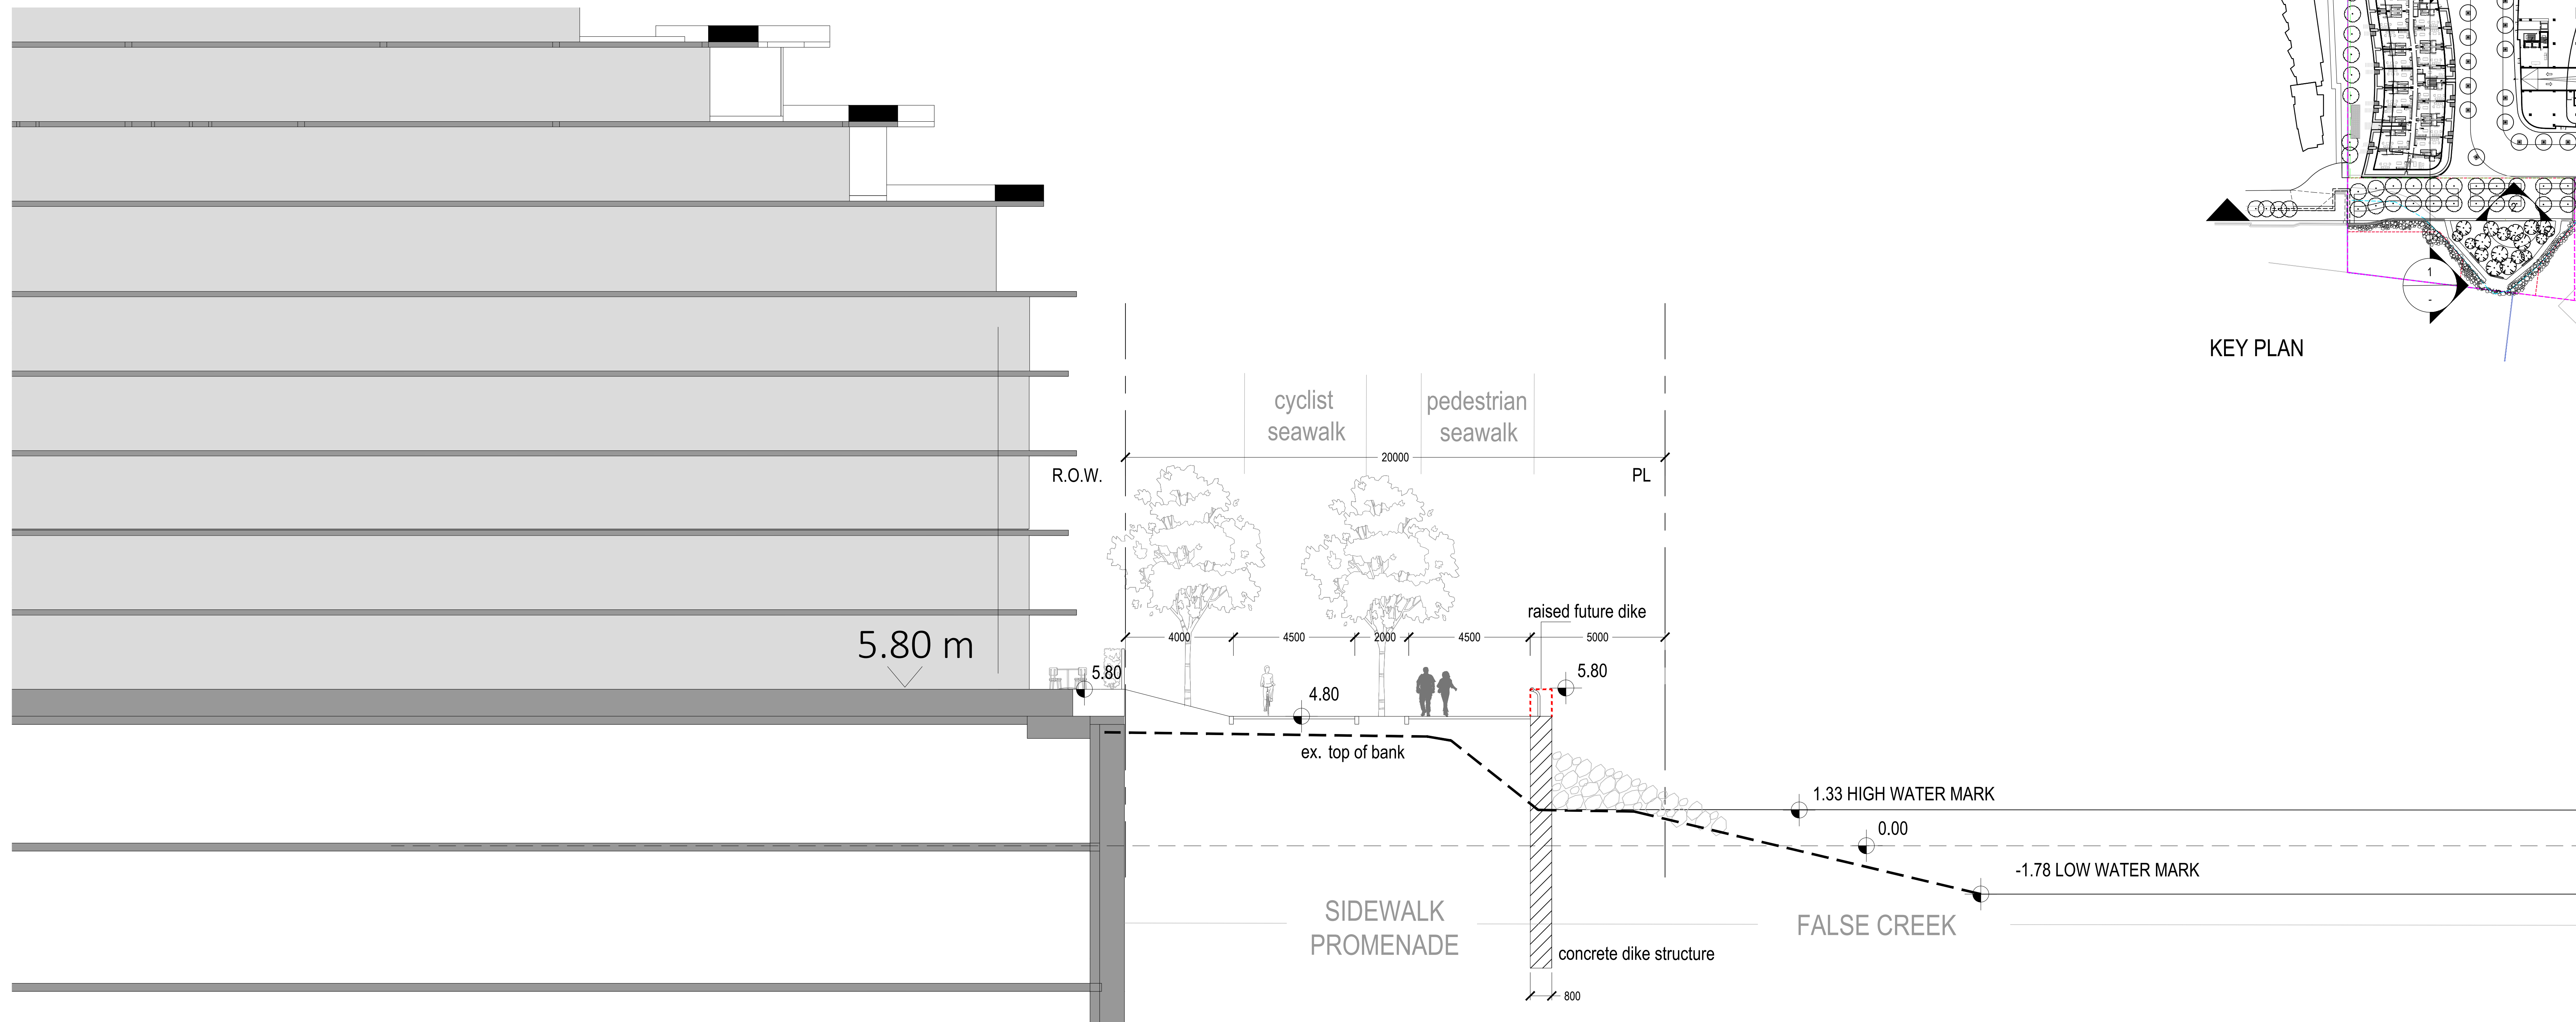 1
-
2
KEY PLAN
cyclist
seawalk
pedestrian
seawalk
20000
R.O.W.
PL
raised future dike
4000
4500
2000
4500
5000
5.80 m
5.80
5.80
4.80
ex. top of bank
1.33 HIGH WATER MARK
0.00
-1.78 LOW WATER MARK
SIDEWALK
PROMENADE
FALSE CREEK
concrete dike structure
800